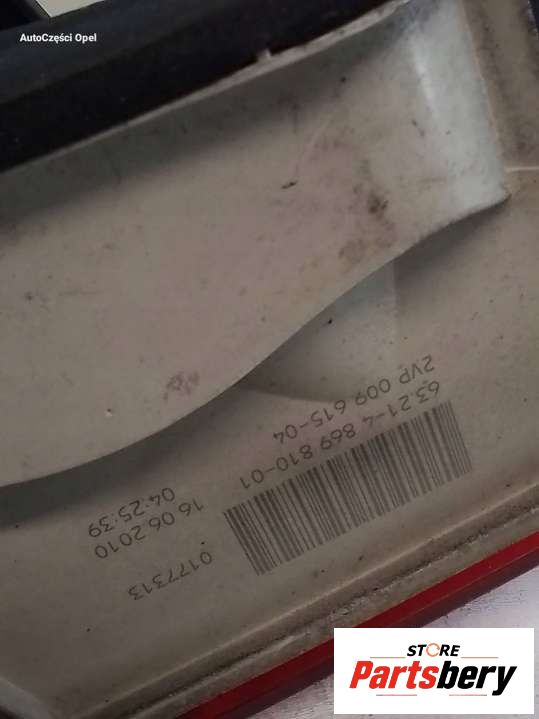 AutoCzęści Opel
2VP 009 615-04
63.21-4 869 810-01
04:25:39
16 06 2010
0177313
STORE
Partsbery